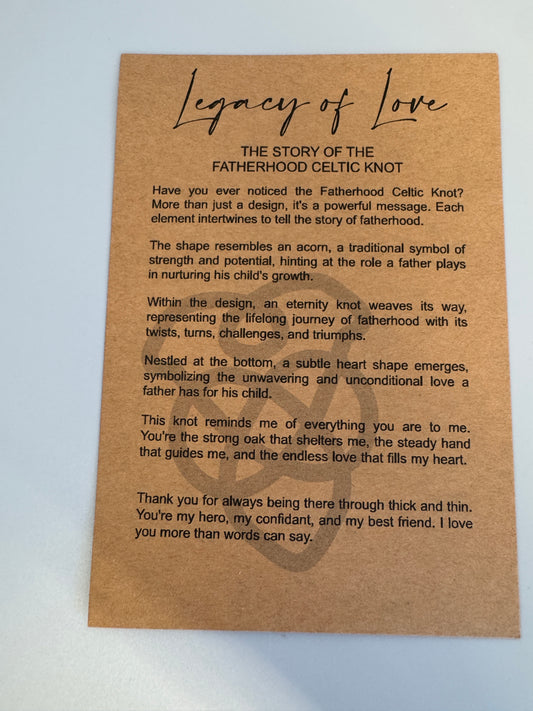 Legacy of Love
THE STORY OF THE
FATHERHOOD CELTIC KNOT
Have you ever noticed the Fatherhood Celtic Knot?
More than just a design, it's a powerful message. Each
element intertwines to tell the story of fatherhood.
The shape resembles an acorn, a traditional symbol of
strength and potential, hinting at the role a father plays
in nurturing his child's growth.
Within the design, an eternity knot weaves its way,
representing the lifelong journey of fatherhood with its
twists, turns, challenges, and triumphs.
Nestled at the bottom, a subtle heart shape emerges,
symbolizing the unwavering and unconditional love a
father has for his child.
This knot reminds me of everything you are to me.
You're the strong oak that shelters me, the steady hand
that guides me, and the endless love that fills my heart.
Thank you for always being there through thick and thin.
You're my hero, my confidant, and my best friend. I love
you more than words can say.